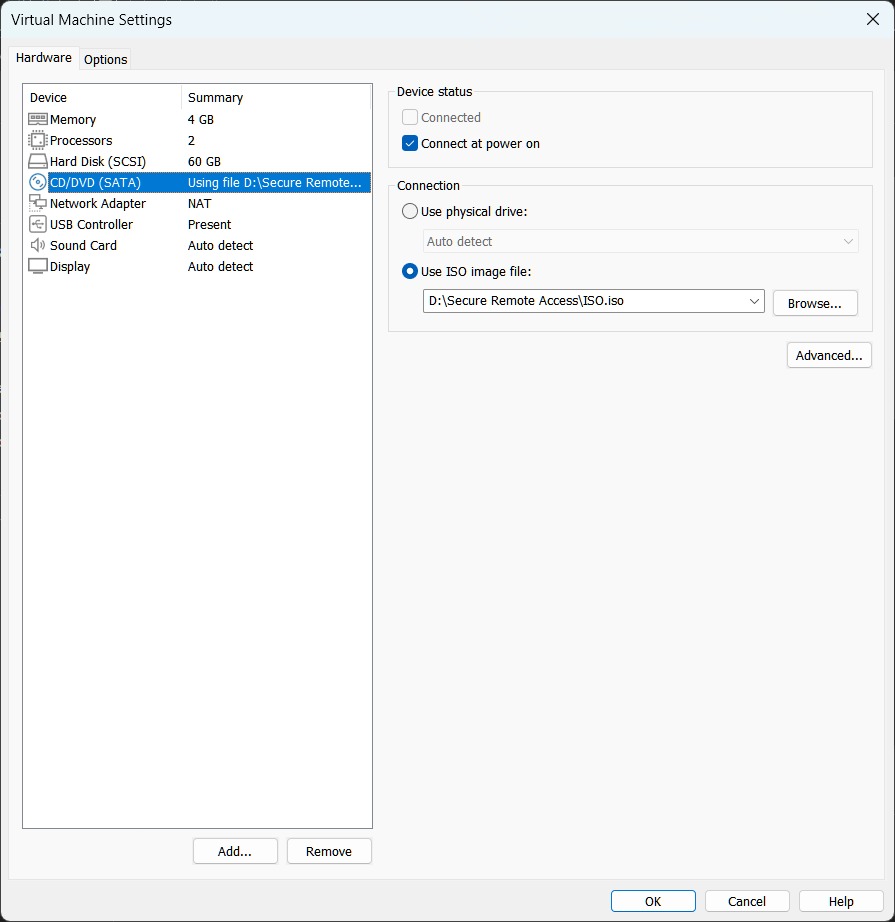 Virtual Machine Settings
Hardware Options
Device Summary
Memory 4 GB
Processors 2
Hard Disk (SCSI) 60 GB
CD/DVD (SATA) Using file D:\Secure Remote...
Network Adapter NAT
USB Controller Present
Sound Card Auto detect
Display Auto detect
Add... Remove
Device status
Connected
Connect at power on
Connection
Use physical drive:
Auto detect
Use ISO image file:
D:\Secure Remote Access\ISO.iso Browse...
Advanced...
OK Cancel Help